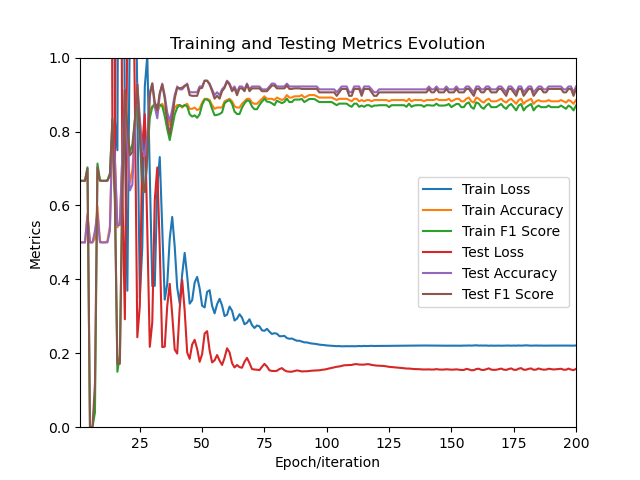 Training and Testing Metrics Evolution
Metrics
1.0
0.8
0.6
0.4
0.2
0.0
Train Loss
Train Accuracy
Train F1 Score
Test Loss
Test Accuracy
Test F1 Score
25 50 75 100 125 150 175 200
Epoch/iteration